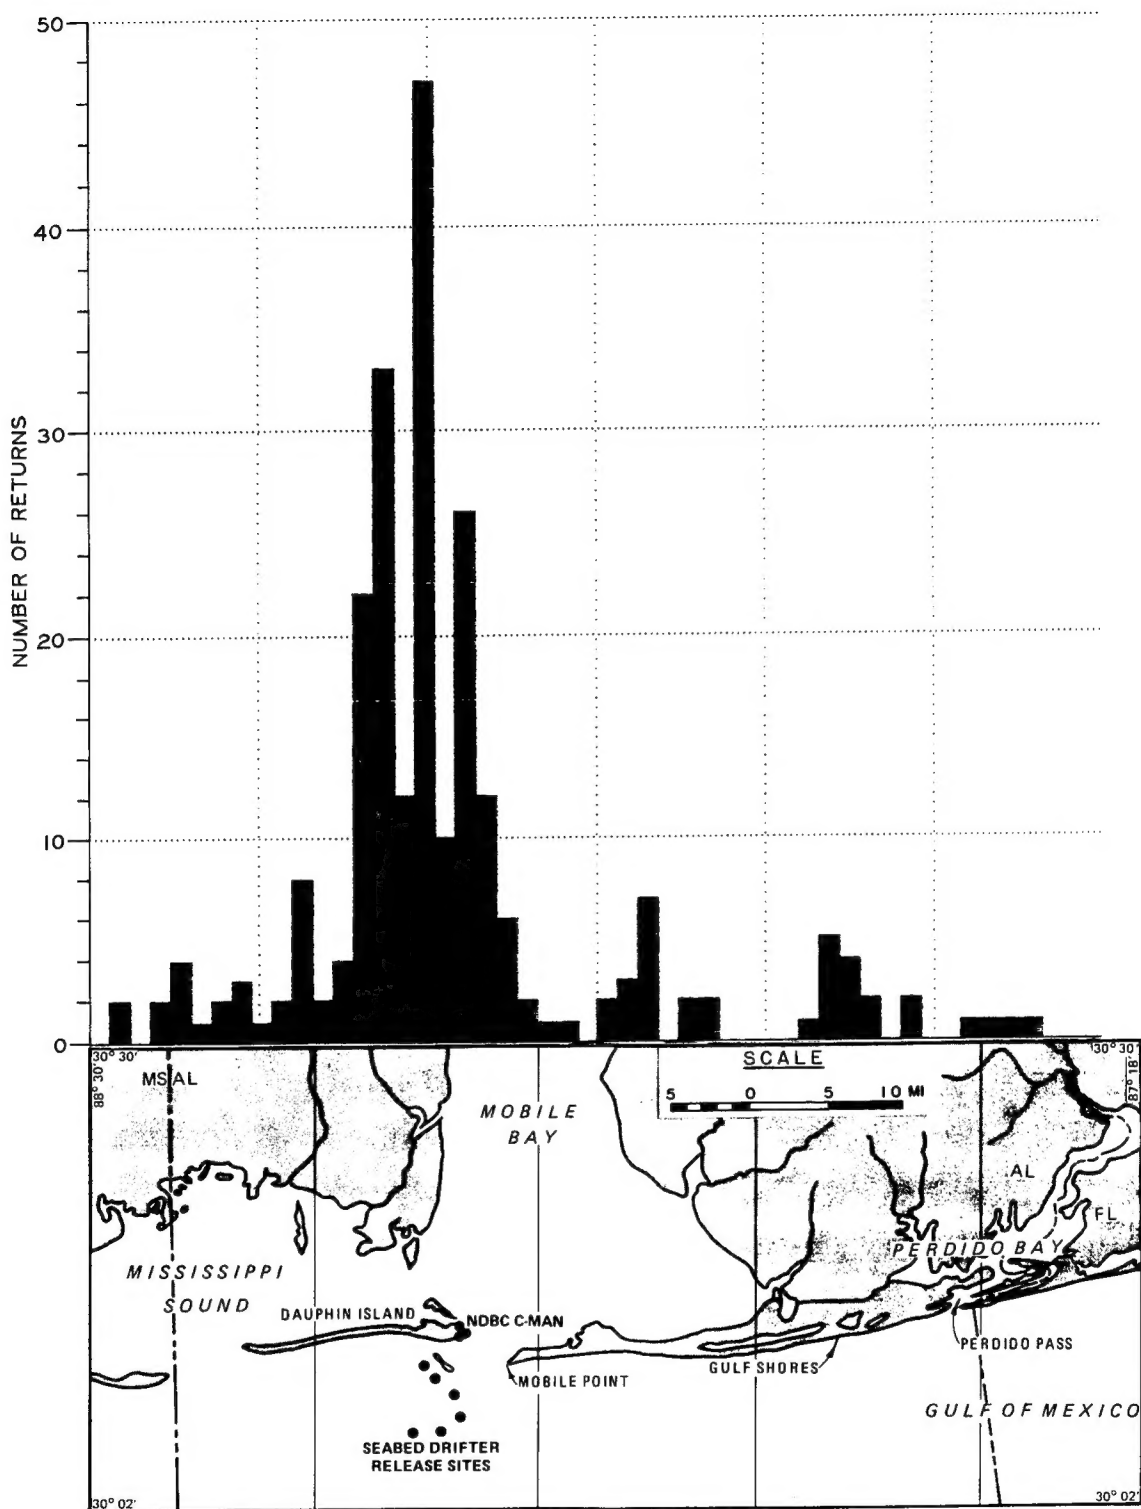 50
40
30
20
10
0
NUMBER OF RETURNS
30° 30'
88° 30'
MS AL
MOBILE
BAY
SCALE
5 0 5 10 MI
30° 30'
87° 18'
AL
FL
PERDIDO BAY
MISSISSIPPI
SOUND
DAUPHIN ISLAND
NDBC C-MAN
MOBILE POINT
GULF SHORES
PERDIDO PASS
GULF OF MEXICO
SEABED DRIFTER
RELEASE SITES
30° 02'
30° 02'